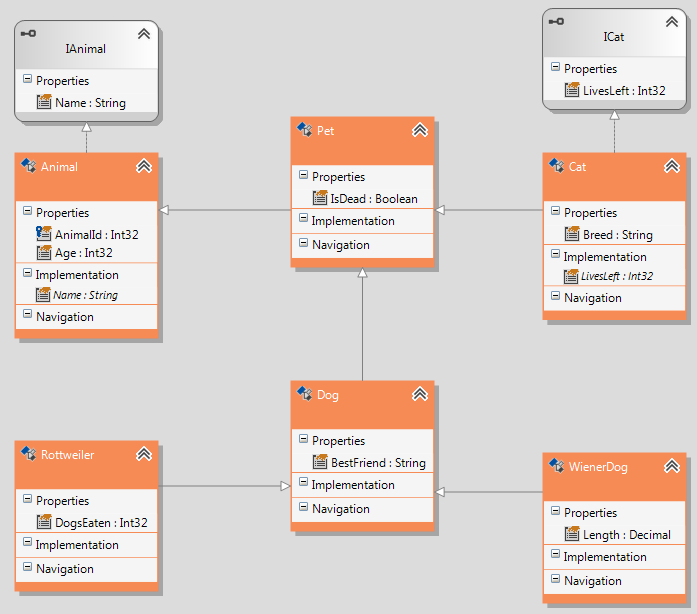 IAnimal
Properties
Name : String
ICat
Properties
LivesLeft : Int32
Animal
Properties
AnimalId : Int32
Age : Int32
Implementation
Name : String
Navigation
Pet
Properties
IsDead : Boolean
Implementation
Navigation
Cat
Properties
Breed : String
Implementation
LivesLeft : Int32
Navigation
Rottweiler
Properties
DogsEaten : Int32
Implementation
Navigation
Dog
Properties
BestFriend : String
Implementation
Navigation
WienerDog
Properties
Length : Decimal
Implementation
Navigation